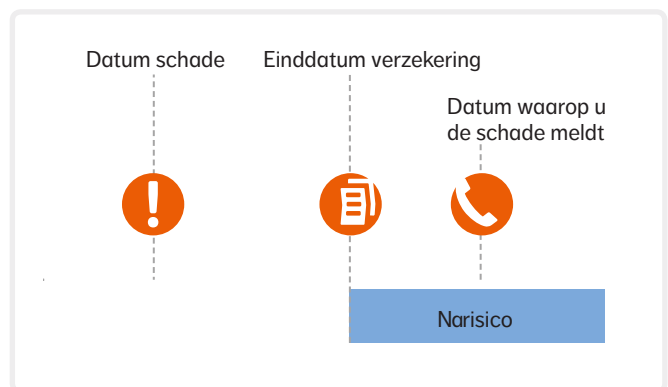 Datum schade
Einddatum verzekering
Datum waarop u
de schade meldt
Narisico